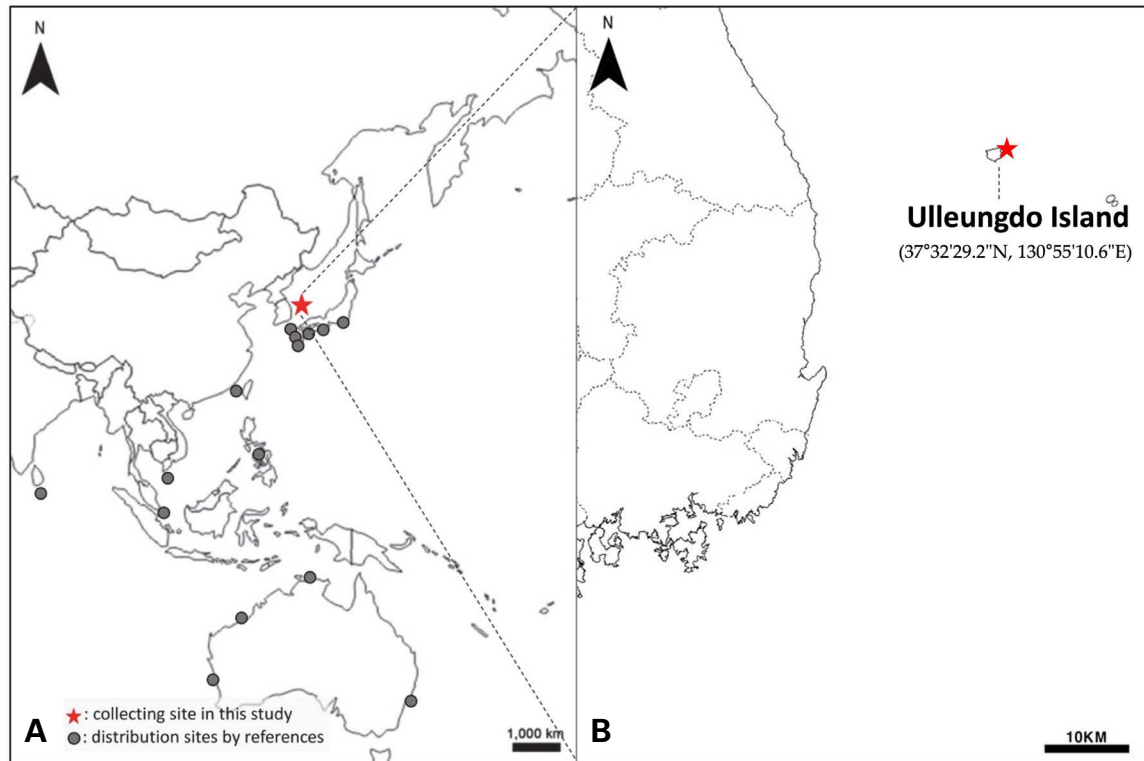 N
★: collecting site in this study
●: distribution sites by references
A
1,000 km
N
Ulleungdo Island
(37°32'29.2"N, 130°55'10.6"E)
B
10KM